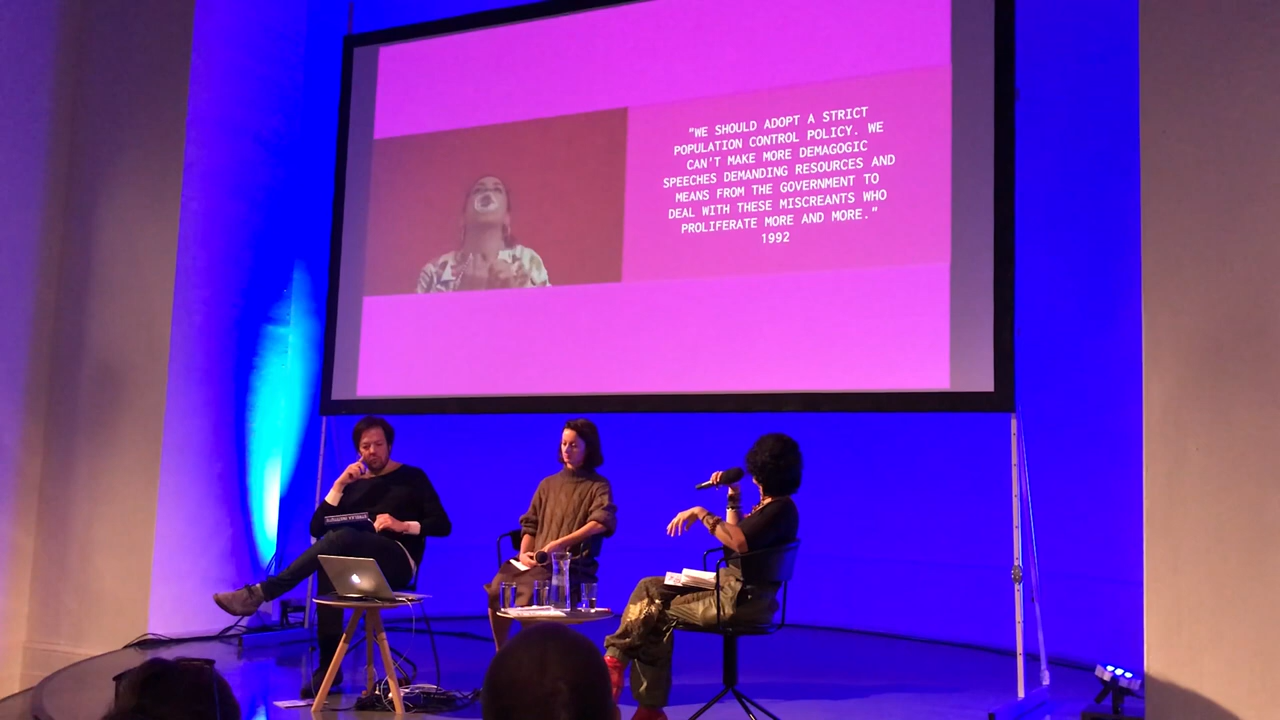 "WE SHOULD ADOPT A STRICT
POPULATION CONTROL POLICY. WE
CAN'T MAKE MORE DEMAGOGIC
SPEECHES DEMANDING RESOURCES AND
MEANS FROM THE GOVERNMENT TO
DEAL WITH THESE MISCREANTS WHO
PROLIFERATE MORE AND MORE."
1992